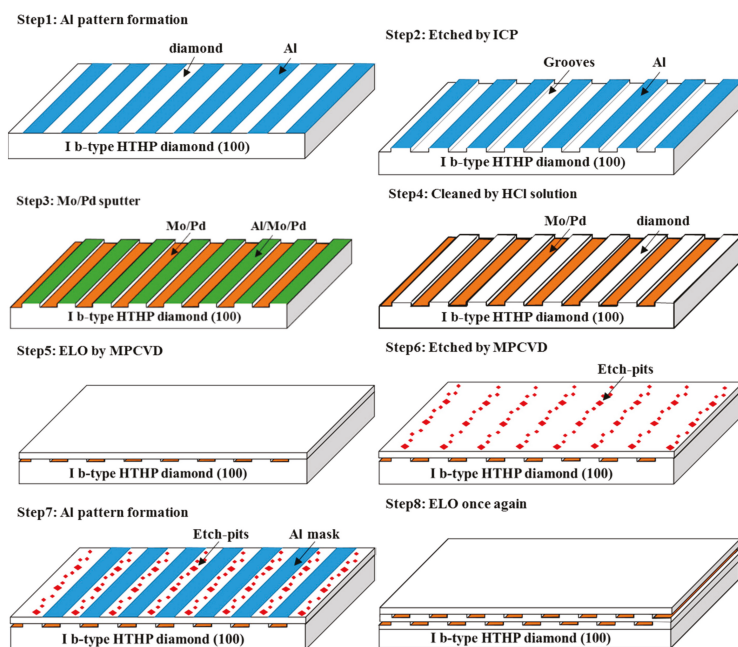 Step1: Al pattern formation
diamond
Al
I b-type HTHP diamond (100)
Step2: Etched by ICP
Grooves
Al
I b-type HTHP diamond (100)
Step3: Mo/Pd sputter
Mo/Pd
Al/Mo/Pd
I b-type HTHP diamond (100)
Step4: Cleaned by HCl solution
Mo/Pd
diamond
I b-type HTHP diamond (100)
Step5: ELO by MPCVD
I b-type HTHP diamond (100)
Step6: Etched by MPCVD
Etch-pits
I b-type HTHP diamond (100)
Step7: Al pattern formation
Etch-pits
Al mask
I b-type HTHP diamond (100)
Step8: ELO once again
I b-type HTHP diamond (100)